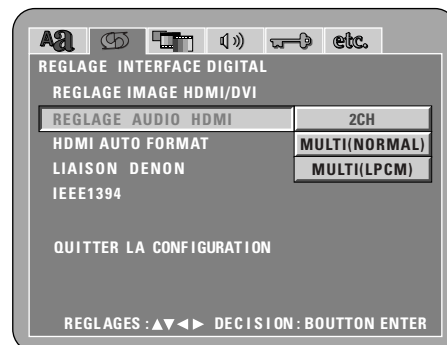 Aa etc.
REGLAGE INTERFACE DIGITAL
REGLAGE IMAGE HDMI/DVI
REGLAGE AUDIO HDMI 2CH
HDMI AUTO FORMAT MULTI(NORMAL)
LIAISON DENON MULTI(LPCM)
IEEE1394
QUITTER LA CONFIGURATION
REGLAGES :▲▼◄► DECISION : BOUTTON ENTER